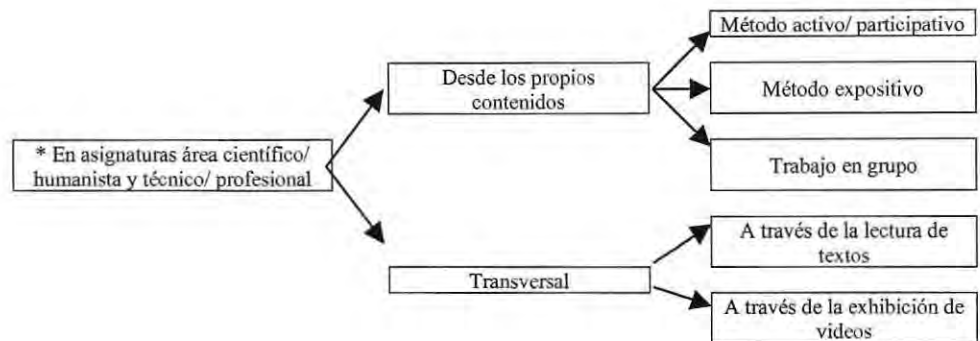 * En asignaturas área científico/
humanista y técnico/ profesional
Desde los propios
contenidos
Método activo/ participativo
Método expositivo
Trabajo en grupo
Transversal
A través de la lectura de
textos
A través de la exhibición de
videos